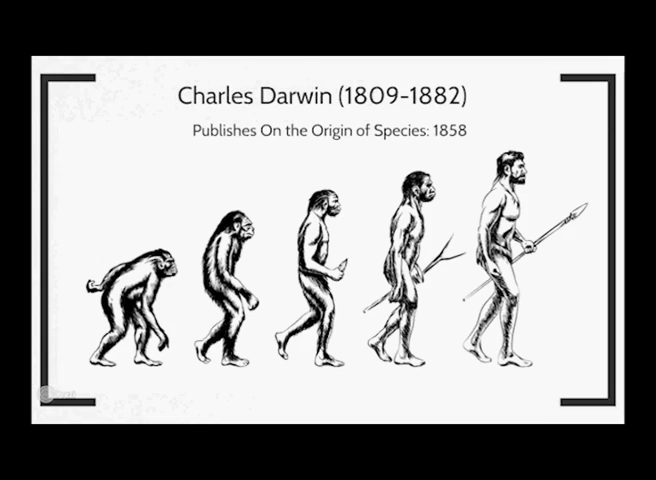 Charles Darwin (1809-1882)
Publishes On the Origin of Species: 1858